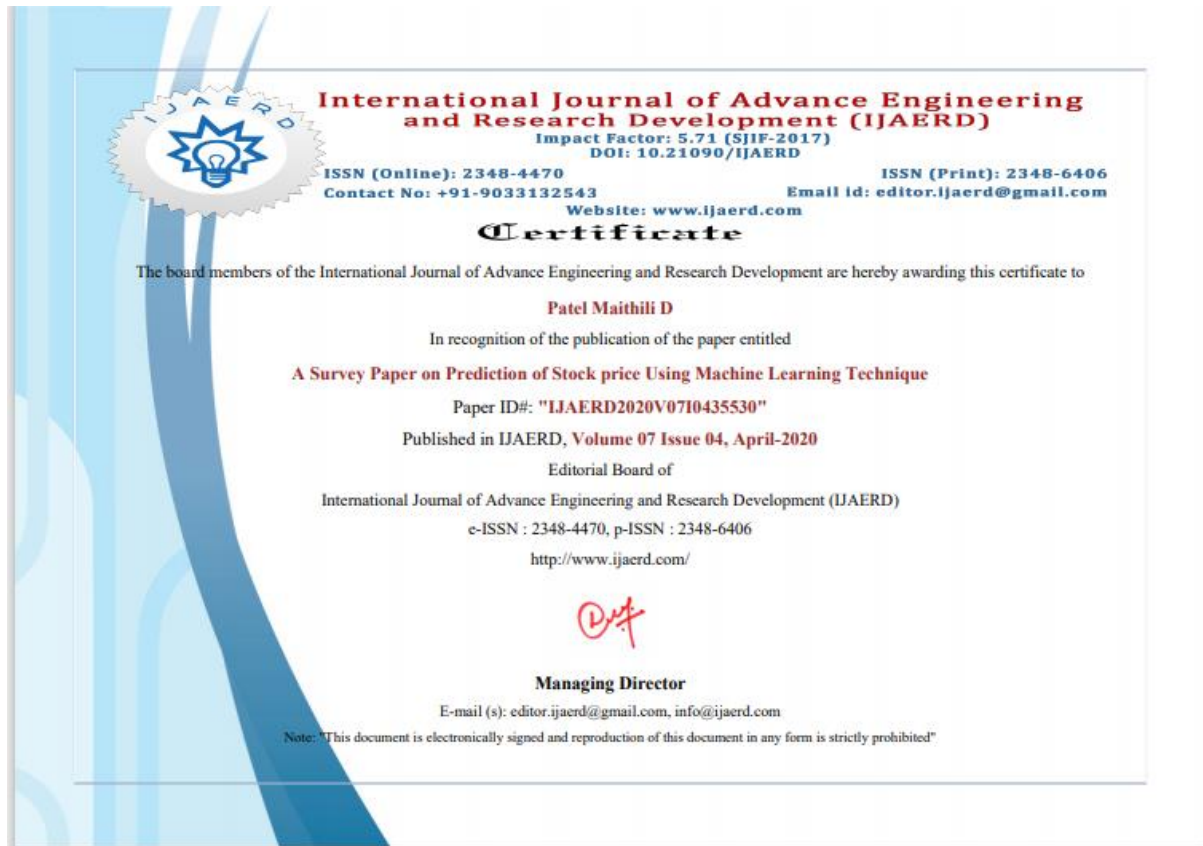 IJAERD
International Journal of Advance Engineering
and Research Development (IJAERD)
Impact Factor: 5.71 (SJIF-2017)
DOI: 10.21090/IJAERD
ISSN (Online): 2348-4470 ISSN (Print): 2348-6406
Contact No: +91-9033132543 Email id: editor.ijaerd@gmail.com
Website: www.ijaerd.com
Certificate
The board members of the International Journal of Advance Engineering and Research Development are hereby awarding this certificate to
Patel Maithili D
In recognition of the publication of the paper entitled
A Survey Paper on Prediction of Stock price Using Machine Learning Technique
Paper ID#: "IJAERD2020V07I0435530"
Published in IJAERD, Volume 07 Issue 04, April-2020
Editorial Board of
International Journal of Advance Engineering and Research Development (IJAERD)
e-ISSN : 2348-4470, p-ISSN : 2348-6406
http://www.ijaerd.com/
Managing Director
E-mail (s): editor.ijaerd@gmail.com, info@ijaerd.com
Note: "This document is electronically signed and reproduction of this document in any form is strictly prohibited"